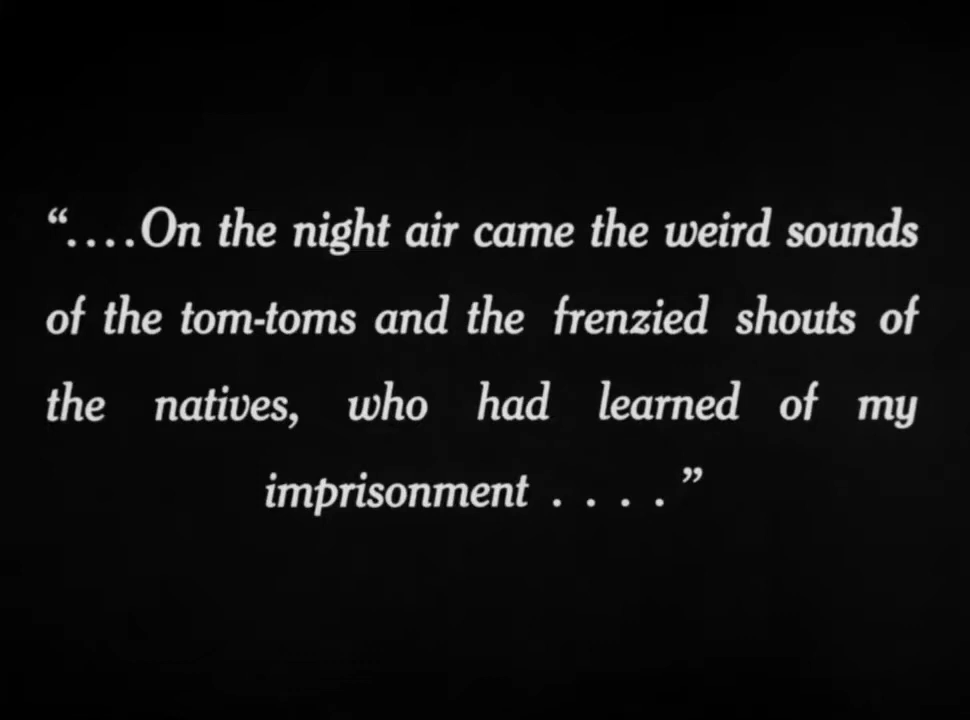 “....On the night air came the weird sounds
of the tom-toms and the frenzied shouts of
the natives, who had learned of my
imprisonment . . . .”